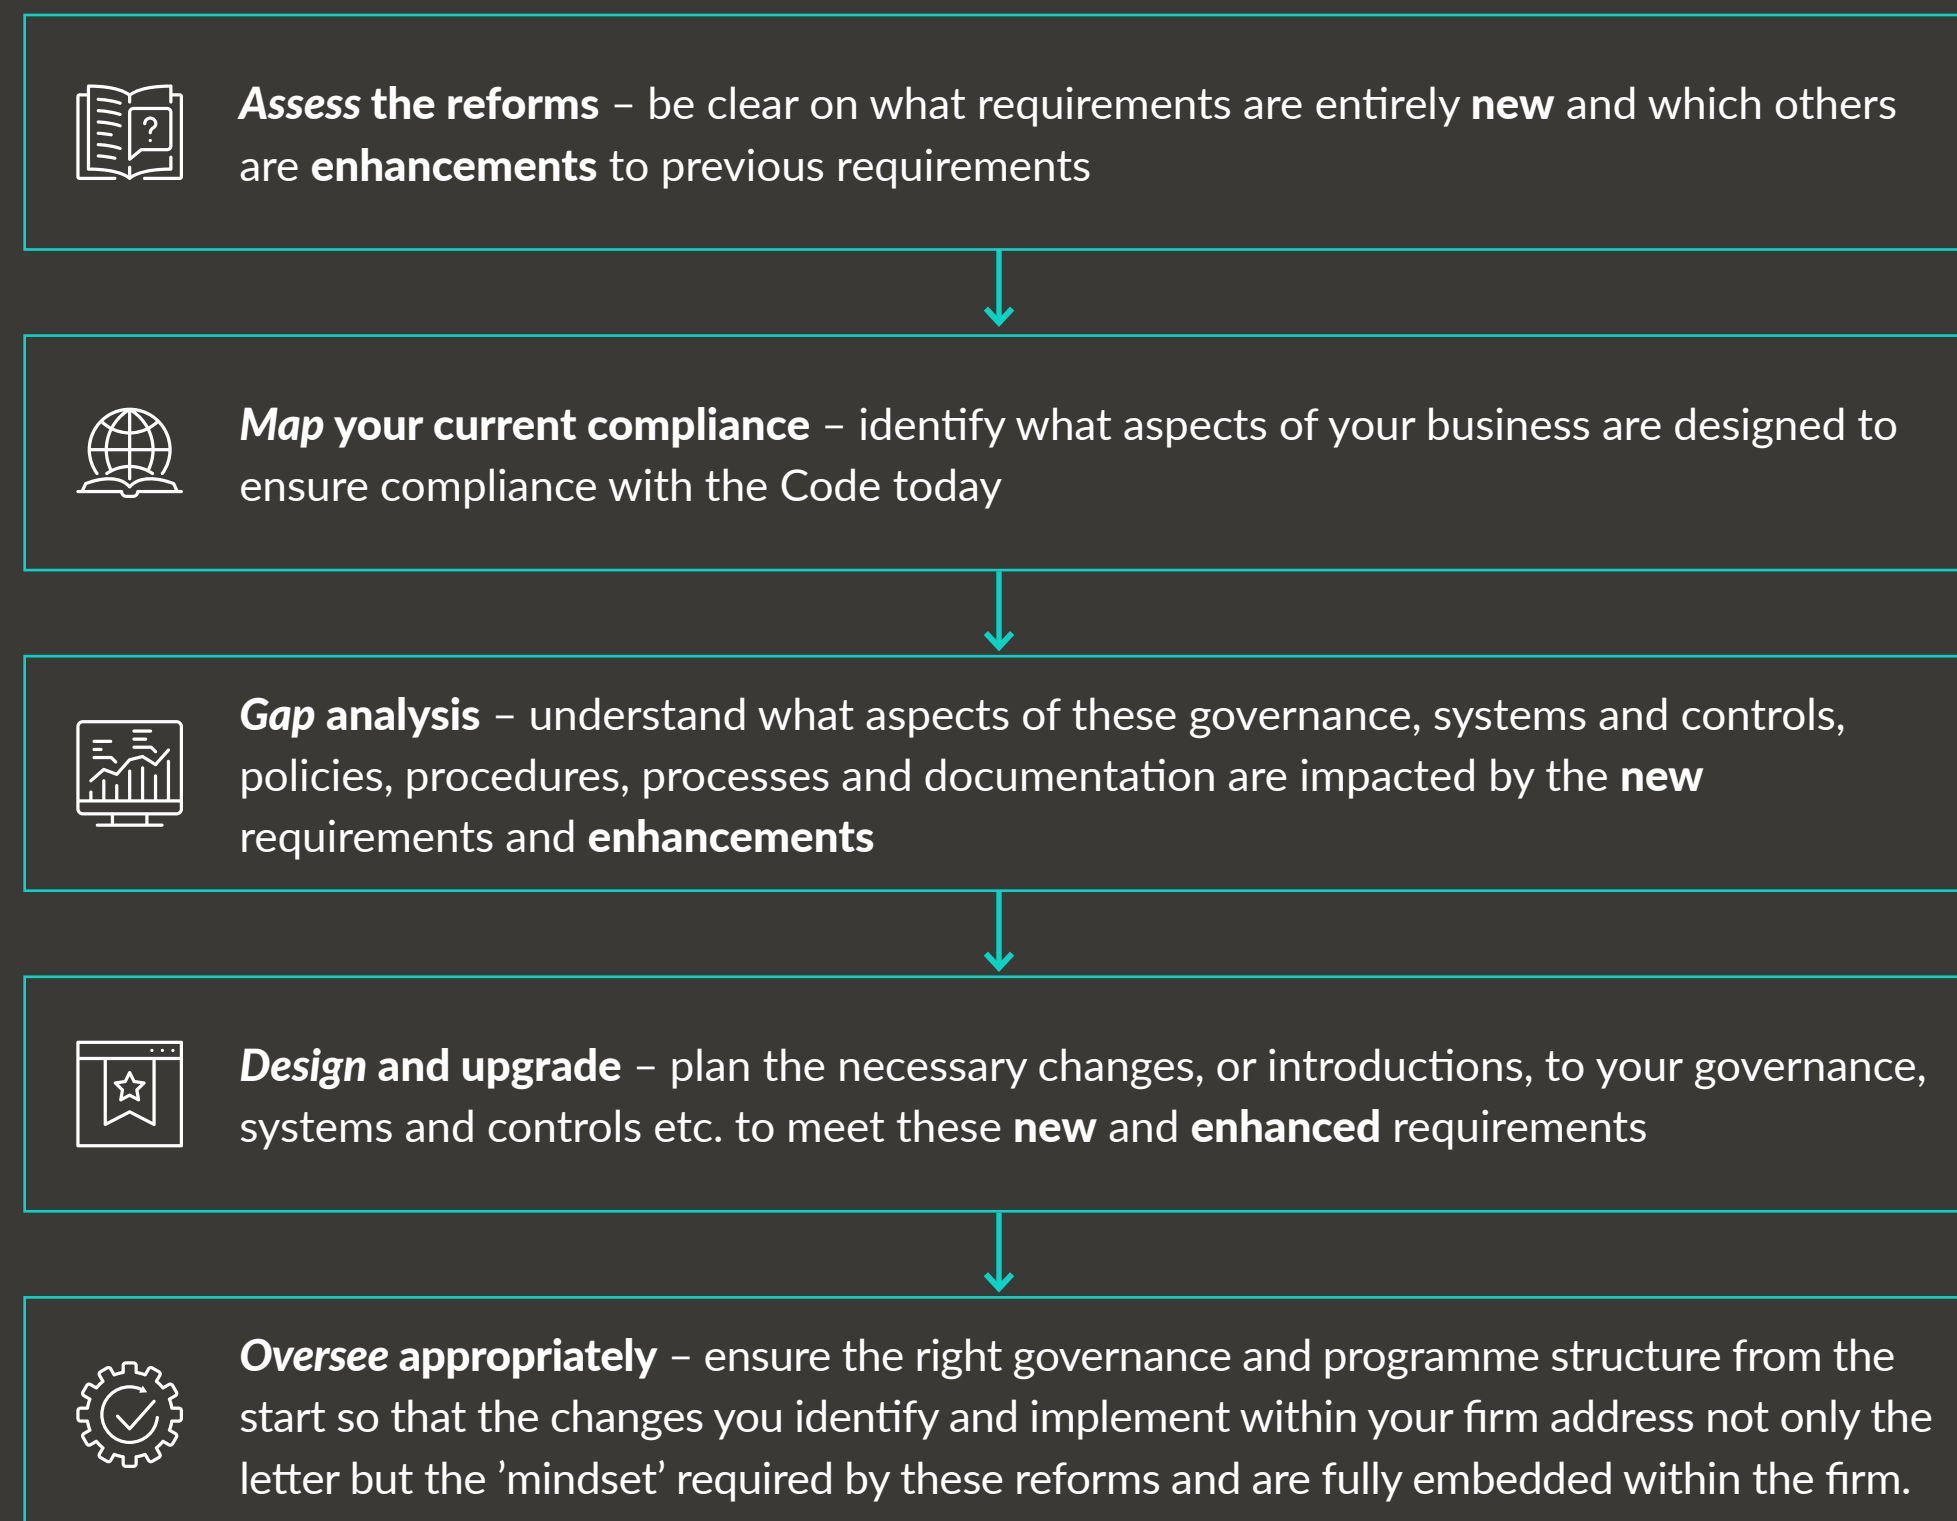 Assess the reforms – be clear on what requirements are entirely new and which others
are enhancements to previous requirements
Map your current compliance – identify what aspects of your business are designed to
ensure compliance with the Code today
Gap analysis – understand what aspects of these governance, systems and controls,
policies, procedures, processes and documentation are impacted by the new
requirements and enhancements
Design and upgrade – plan the necessary changes, or introductions, to your governance,
systems and controls etc. to meet these new and enhanced requirements
Oversee appropriately – ensure the right governance and programme structure from the
start so that the changes you identify and implement within your firm address not only the
letter but the ’mindset’ required by these reforms and are fully embedded within the firm.